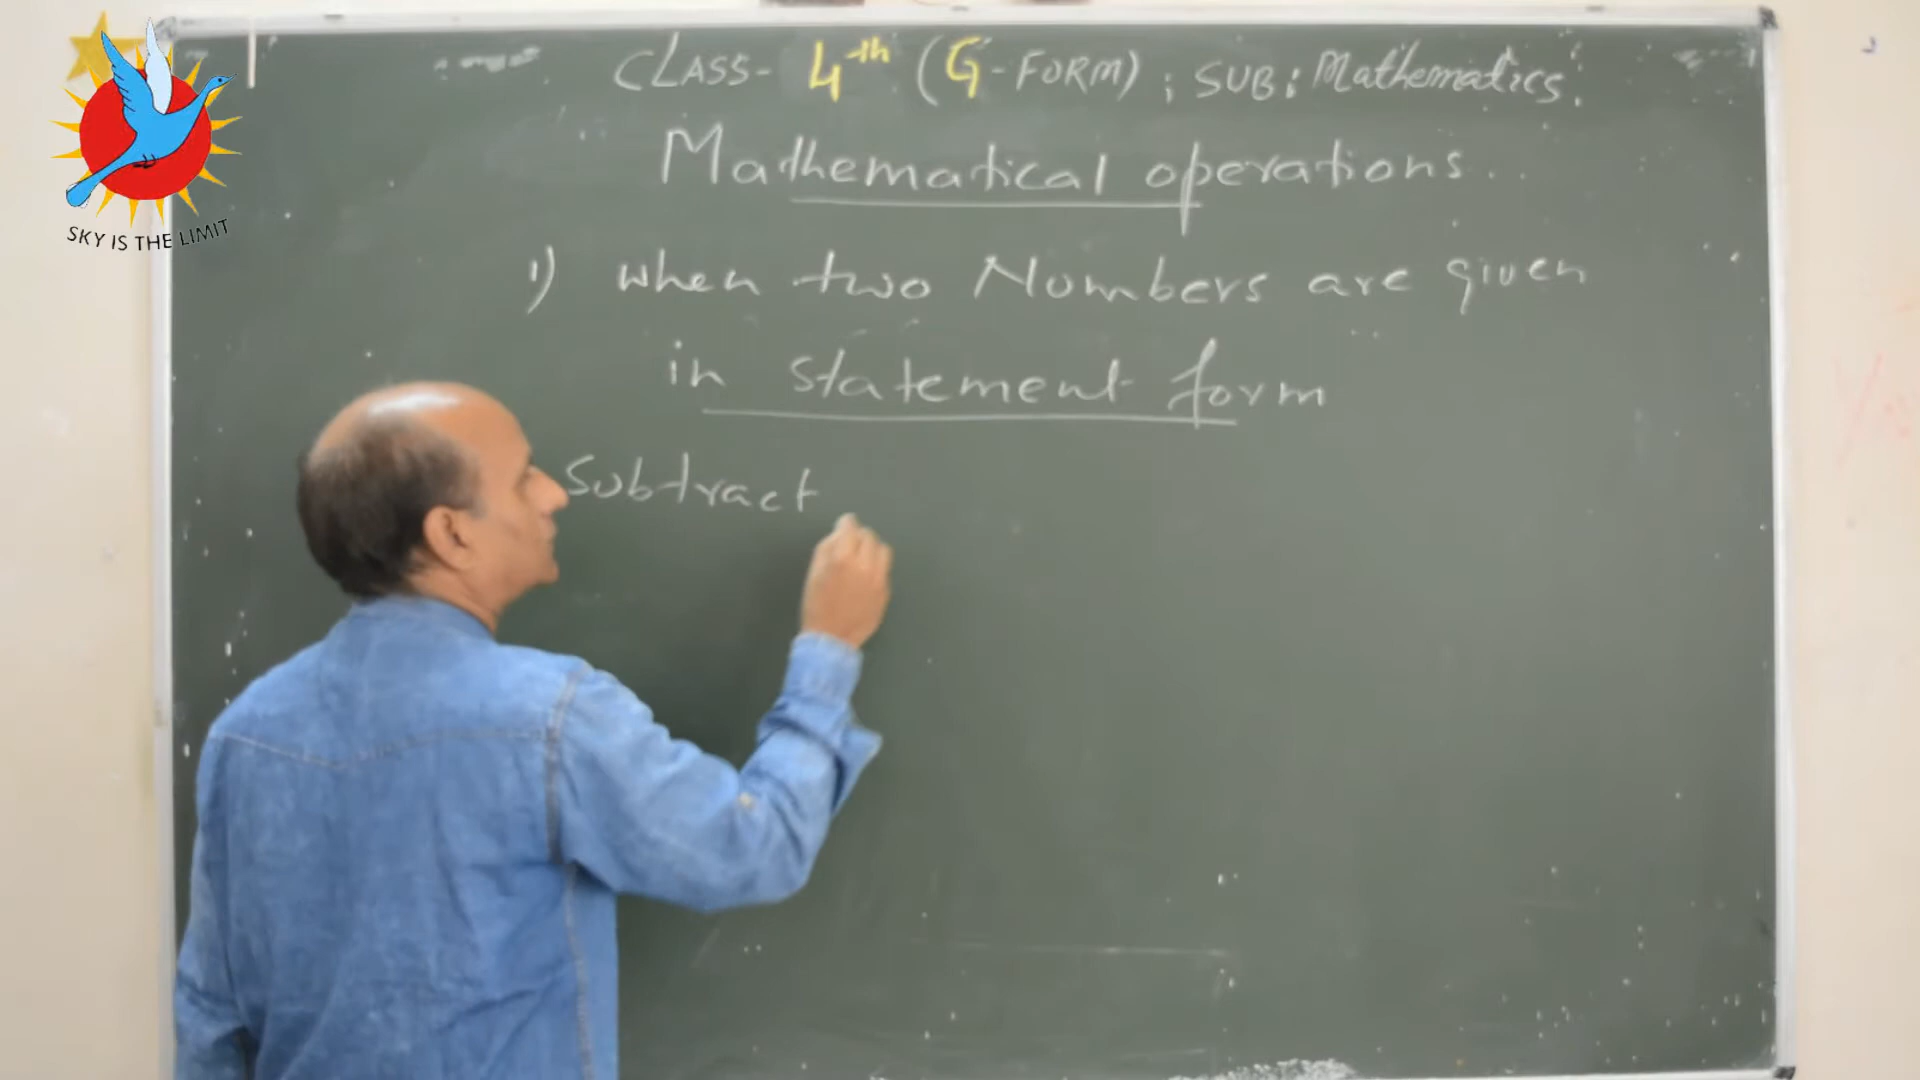 CLASS- 4th (G-FORM) ; SUB: Mathematics.
Mathematical operations..
1) when two Numbers are given
in statement form
Subtract
SKY IS THE LIMIT